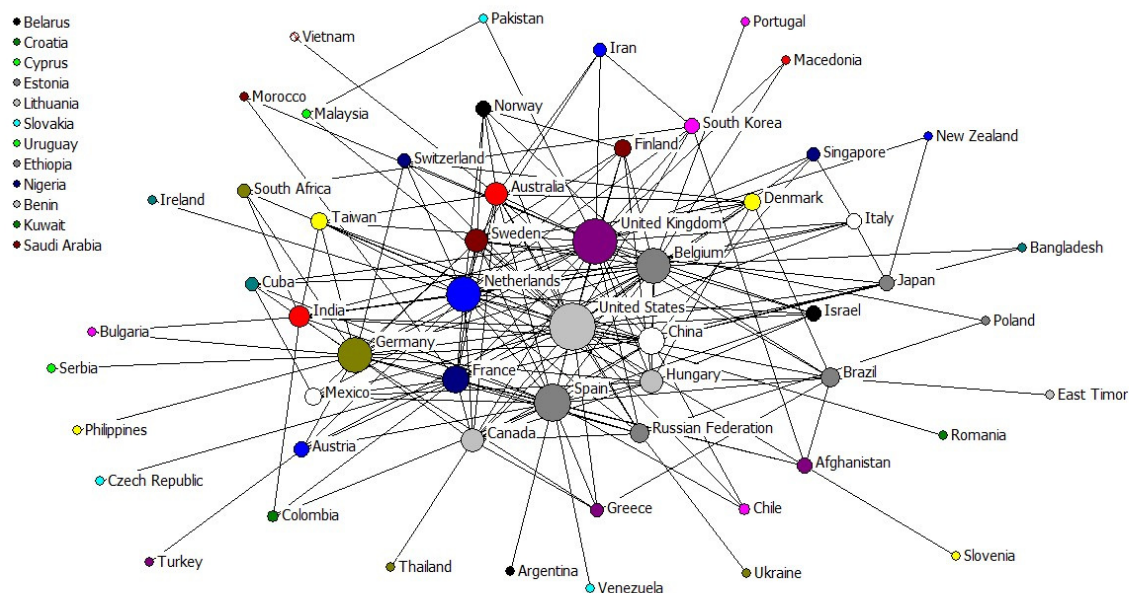 Belarus
Croatia
Cyprus
Estonia
Lithuania
Slovakia
Uruguay
Ethiopia
Nigeria
Benin
Kuwait
Saudi Arabia
Pakistan
Portugal
Vietnam
Iran
Macedonia
Morocco
Malaysia
Norway
South Korea
New Zealand
Finland
Singapore
Switzerland
South Africa
Australia
Denmark
Ireland
Taiwan
United Kingdom
Italy
Sweden
Belgium
Bangladesh
Cuba
Netherlands
Japan
India
United States
Israel
Poland
Bulgaria
Germany
China
Serbia
France
Hungary
Brazil
Mexico
Spain
East Timor
Philippines
Canada
Russian Federation
Romania
Austria
Afghanistan
Czech Republic
Colombia
Greece
Chile
Turkey
Thailand
Argentina
Ukraine
Slovenia
Venezuela